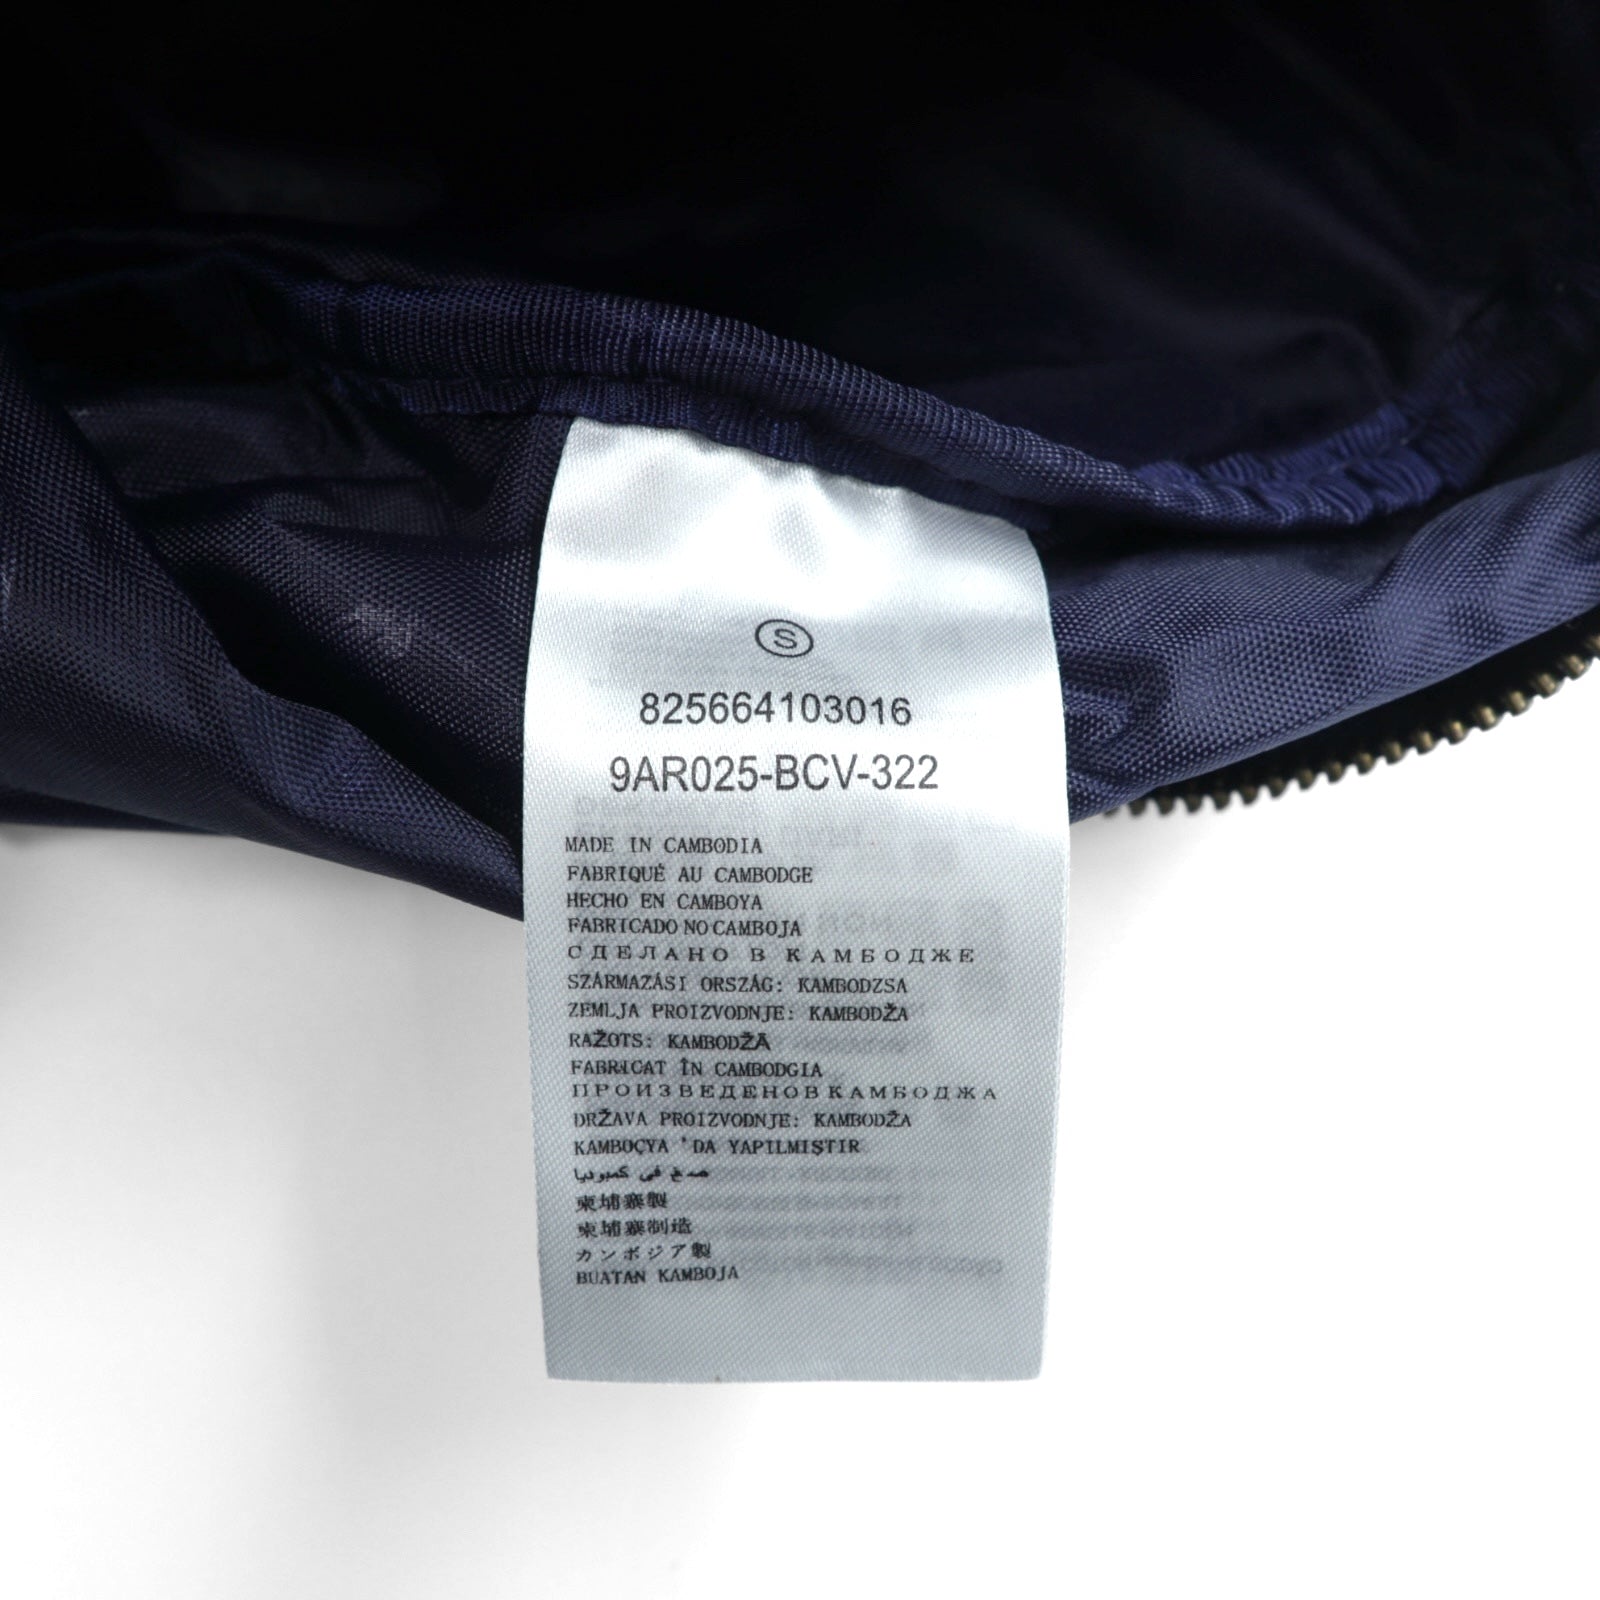 S
825664103016
9AR025-BCV-322
MADE IN CAMBODIA
FABRIQUÉ AU CAMBODGE
HECHO EN CAMBOYA
FABRICADO NO CAMBOJA
СДЕЛАНО В КАМБОДЖЕ
SZÁRMAZÁSI ORSZÁG: KAMBODZSA
ZEMLJA PROIZVODNJE: KAMBODŽA
RAŽOTS: KAMBODŽĀ
FABRICAT ÎN CAMBODGIA
ПРОИЗВЕДЕНО В КАМБОДЖА
DRŽAVA PROIZVODNJE: KAMBODŽA
KAMBOÇYA 'DA YAPILMIŞTIR
في كمبوديا
柬埔寨製
柬埔寨制造
カンボジア製
BUATAN KAMBOJA